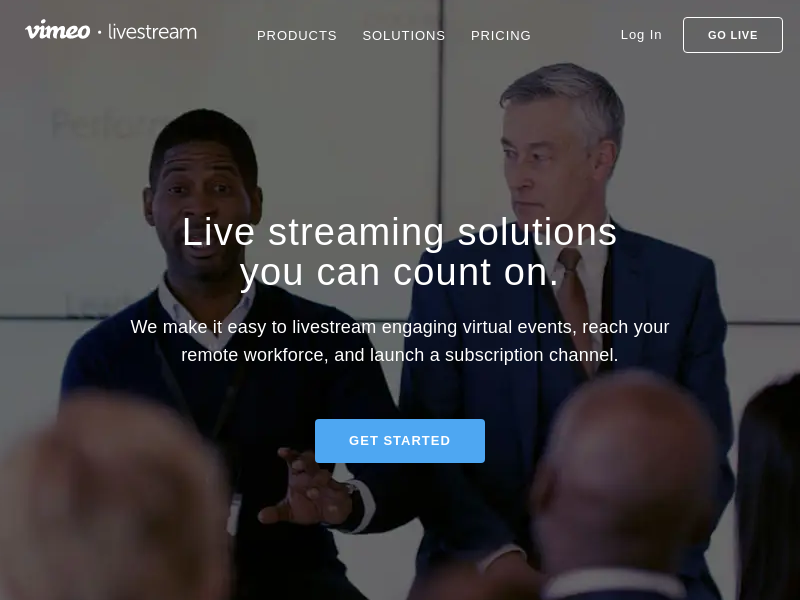 vimeo · livestream PRODUCTS SOLUTIONS PRICING Log In GO LIVE
Live streaming solutions
you can count on.
We make it easy to livestream engaging virtual events, reach your
remote workforce, and launch a subscription channel.
GET STARTED